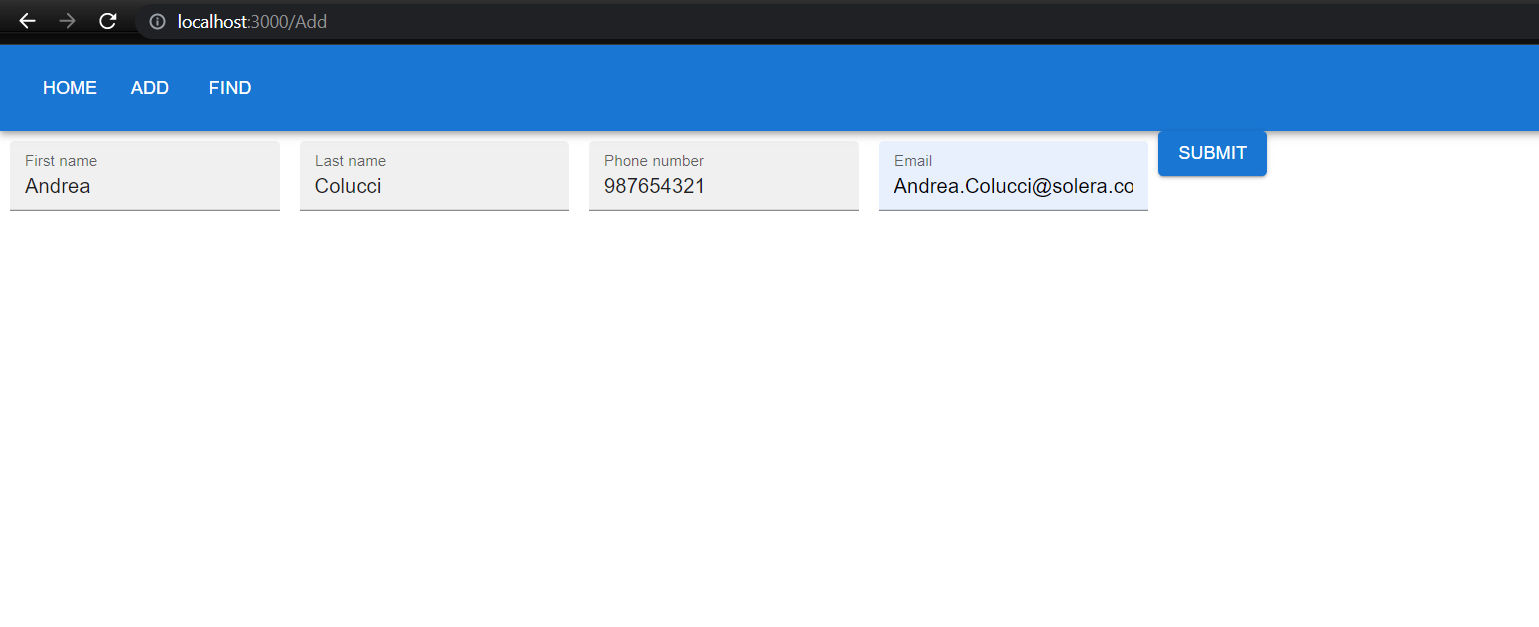 localhost:3000/Add
HOME ADD FIND
First name
Andrea
Last name
Colucci
Phone number
987654321
Email
Andrea.Colucci@solera.co
SUBMIT